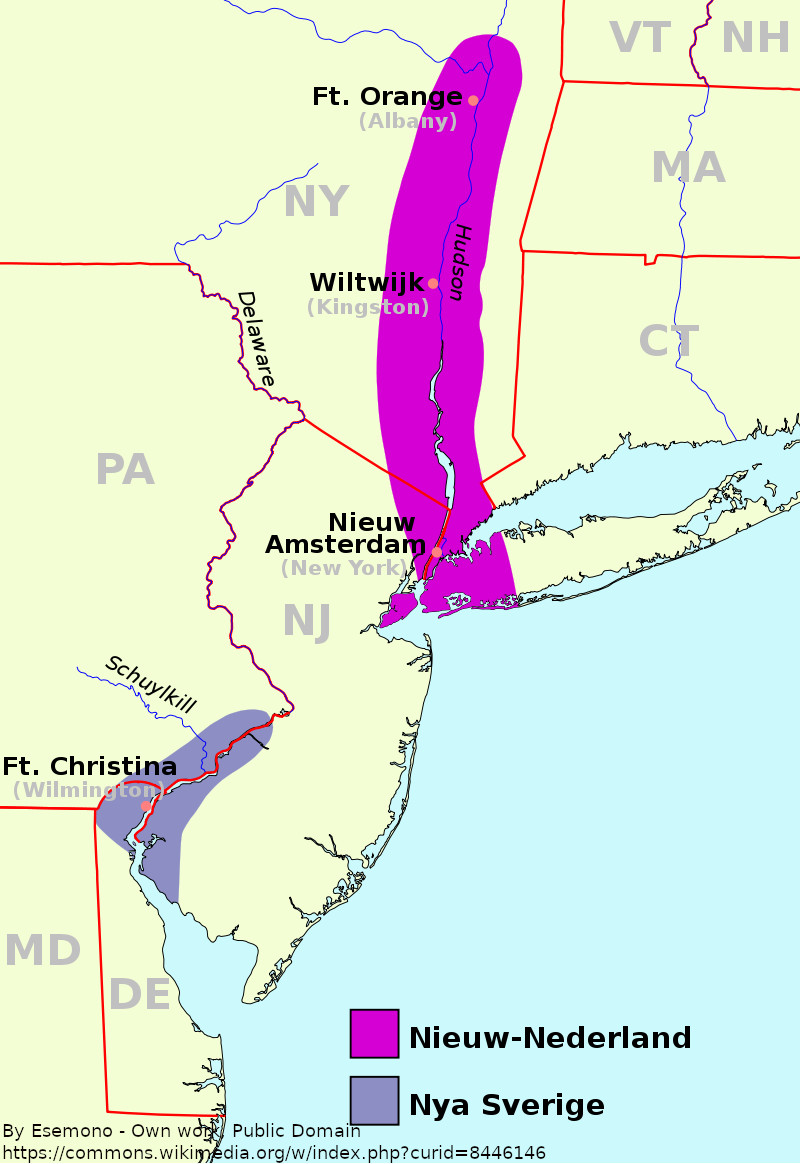 VT
NH
Ft. Orange
(Albany)
MA
NY
Hudson
Wiltwijk
(Kingston)
Delaware
CT
PA
Nieuw
Amsterdam
(New York)
NJ
Schuylkill
Ft. Christina
(Wilmington)
MD
DE
Nieuw-Nederland
Nya Sverige
By Esemono - Own work, Public Domain
https://commons.wikimedia.org/w/index.php?curid=8446146